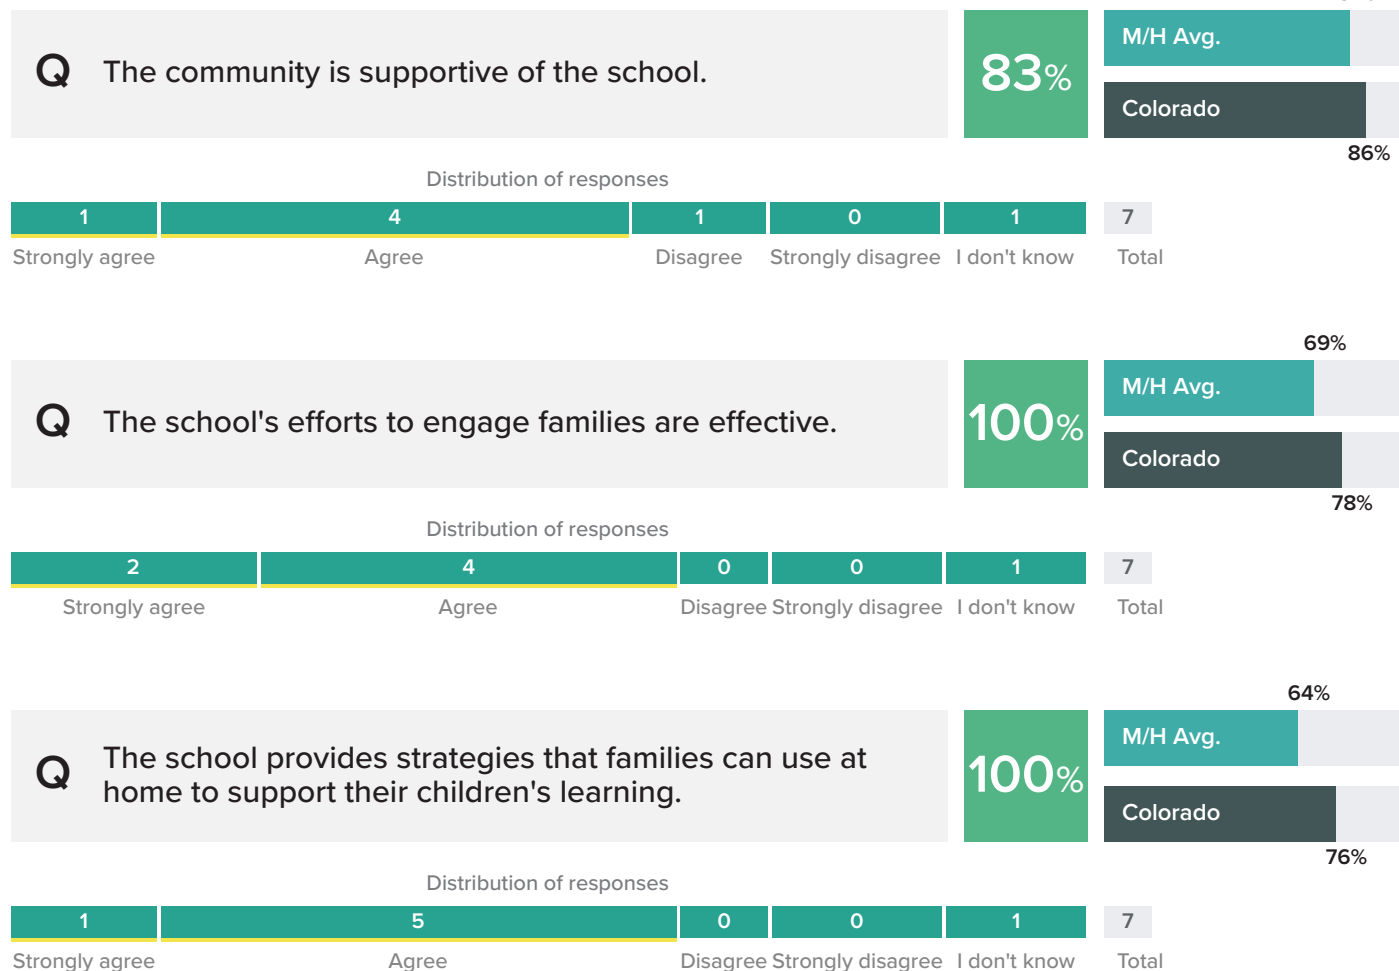 Q The community is supportive of the school.
83%
M/H Avg.
Colorado
86%
Distribution of responses
1 4 1 0 1 7
Strongly agree Agree Disagree Strongly disagree I don't know Total
69%
Q The school's efforts to engage families are effective.
100%
M/H Avg.
Colorado
78%
Distribution of responses
2 4 0 0 1 7
Strongly agree Agree Disagree Strongly disagree I don't know Total
64%
Q The school provides strategies that families can use at
home to support their children's learning.
100%
M/H Avg.
Colorado
76%
Distribution of responses
1 5 0 0 1 7
Strongly agree Agree Disagree Strongly disagree I don't know Total